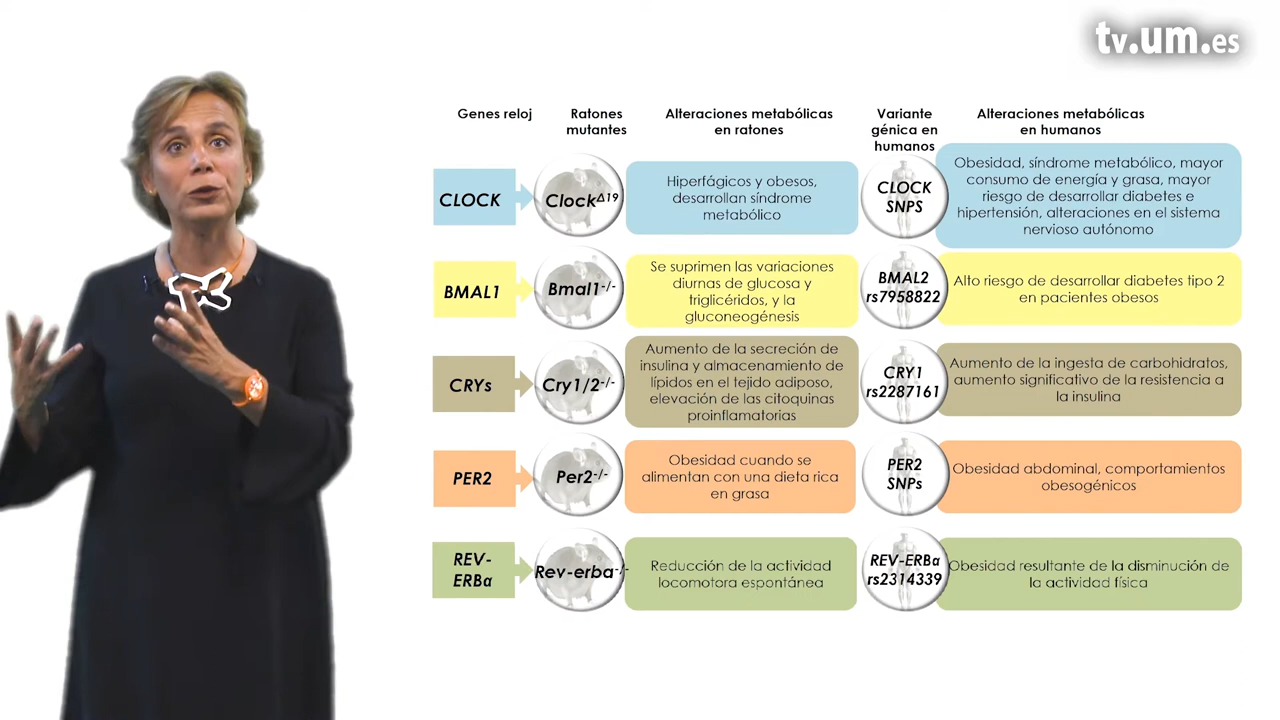 tv.um.es
Genes reloj
Ratones
mutantes
Alteraciones metabólicas
en ratones
Variante
génica en
humanos
Alteraciones metabólicas
en humanos
CLOCK
ClockΔ19
Hiperfágicos y obesos,
desarrollan síndrome
metabólico
CLOCK
SNPS
Obesidad, síndrome metabólico, mayor
consumo de energía y grasa, mayor
riesgo de desarrollar diabetes e
hipertensión, alteraciones en el sistema
nervioso autónomo
BMAL1
Bmal1-/-
Se suprimen las variaciones
diurnas de glucosa y
triglicéridos, y la
gluconeogénesis
BMAL2
rs7958822
Alto riesgo de desarrollar diabetes tipo 2
en pacientes obesos
CRYs
Cry1/2-/-
Aumento de la secreción de
insulina y almacenamiento de
lípidos en el tejido adiposo,
elevación de las citoquinas
proinflamatorias
CRY1
rs2287161
Aumento de la ingesta de carbohidratos,
aumento significativo de la resistencia a
la insulina
PER2
Per2-/-
Obesidad cuando se
alimentan con una dieta rica
en grasa
PER2
SNPs
Obesidad abdominal, comportamientos
obesogénicos
REV-
ERBα
Rev-erba-/-
Reducción de la actividad
locomotora espontánea
REV-ERBα
rs2314339
Obesidad resultante de la disminución de
la actividad física